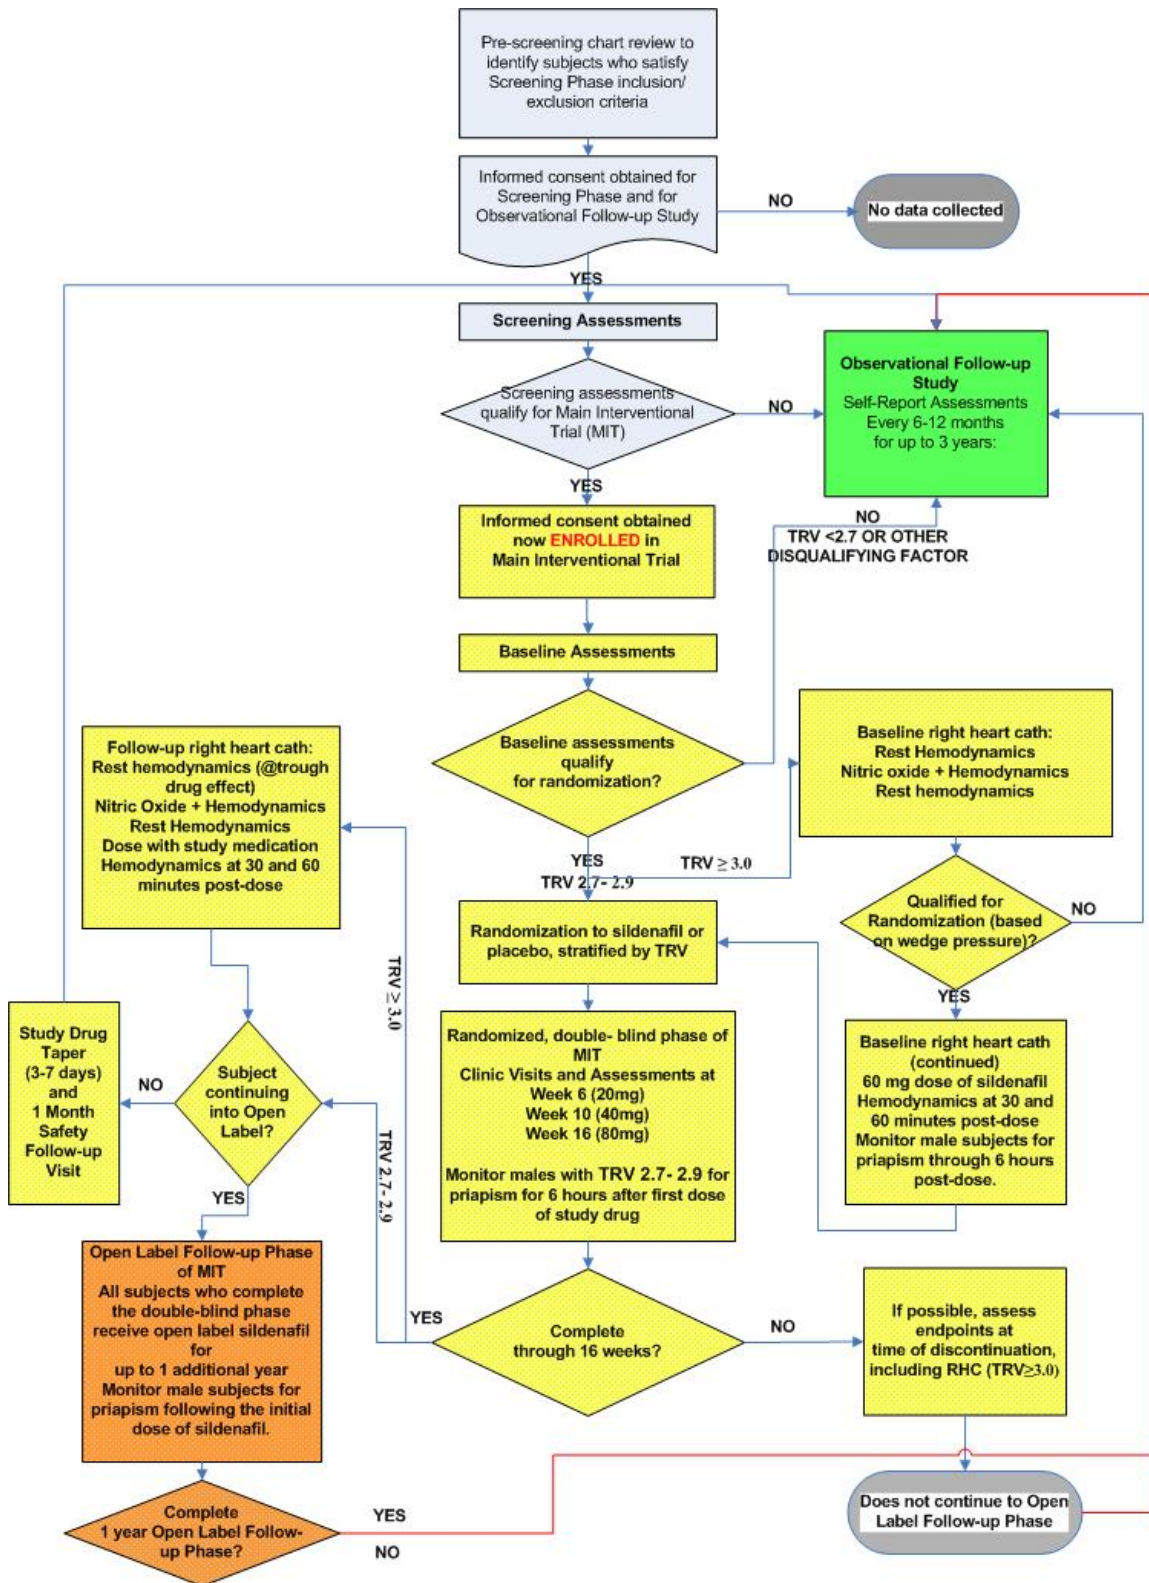 Pre-screening chart review to
identify subjects who satisfy
Screening Phase inclusion/
exclusion criteria
Informed consent obtained for
Screening Phase and for
Observational Follow-up Study
NO
No data collected
YES
Screening Assessments
Screening assessments
qualify for Main Interventional
Trial (MIT)
NO
Observational Follow-up
Study
Self-Report Assessments
Every 6-12 months
for up to 3 years:
YES
Informed consent obtained
now ENROLLED in
Main Interventional Trial
NO
TRV <2.7 OR OTHER
DISQUALIFYING FACTOR
Baseline Assessments
Baseline assessments
qualify
for randomization?
Baseline right heart cath:
Rest Hemodynamics
Nitric oxide + Hemodynamics
Rest hemodynamics
Follow-up right heart cath:
Rest hemodynamics (@trough
drug effect)
Nitric Oxide + Hemodynamics
Rest Hemodynamics
Dose with study medication
Hemodynamics at 30 and 60
minutes post-dose
YES
TRV 2.7- 2.9
TRV ≥ 3.0
Qualified for
Randomization (based
on wedge pressure)?
NO
YES
Randomization to sildenafil or
placebo, stratified by TRV
TRV ≥ 3.0
Randomized, double- blind phase of
MIT
Clinic Visits and Assessments at
Week 6 (20mg)
Week 10 (40mg)
Week 16 (80mg)
Monitor males with TRV 2.7- 2.9 for
priapism for 6 hours after first dose
of study drug
Baseline right heart cath
(continued)
60 mg dose of sildenafil
Hemodynamics at 30 and
60 minutes post-dose
Monitor male subjects for
priapism through 6 hours
post-dose.
Study Drug
Taper
(3-7 days)
and
1 Month
Safety
Follow-up
Visit
NO
Subject
continuing
into Open
Label?
YES
TRV 2.7- 2.9
Open Label Follow-up Phase
of MIT
All subjects who complete
the double-blind phase
receive open label sildenafil
for
up to 1 additional year
Monitor male subjects for
priapism following the initial
dose of sildenafil.
YES
Complete
through 16 weeks?
NO
If possible, assess
endpoints at
time of discontinuation,
including RHC (TRV≥3.0)
Does not continue to Open
Label Follow-up Phase
Complete
1 year Open Label Follow-
up Phase?
YES
NO